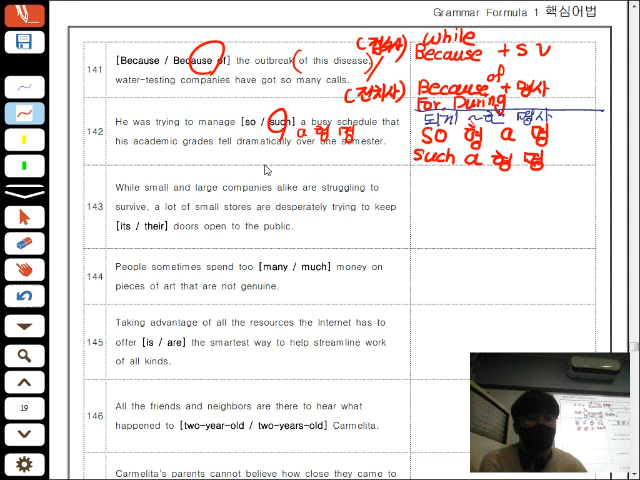 Grammar Formula 1 핵심어법
141 [Because / Because of] the outbreak of this disease,
water-testing companies have got so many calls.
(접속사)
(전치사)
while
Because + S V
of
Because + 명사
For, During
142 He was trying to manage [so / such] a busy schedule that
his academic grades fell dramatically over one semester.
a 형 명
되게 ~한 명사
so 형 a 명
such a 형 명
143 While small and large companies alike are struggling to
survive, a lot of small stores are desperately trying to keep
[its / their] doors open to the public.
144 People sometimes spend too [many / much] money on
pieces of art that are not genuine.
145 Taking advantage of all the resources the Internet has to
offer [is / are] the smartest way to help streamline work
of all kinds.
146 All the friends and neighbors are there to hear what
happened to [two-year-old / two-years-old] Carmelita.
Carmelita's parents cannot believe how close they came to
19